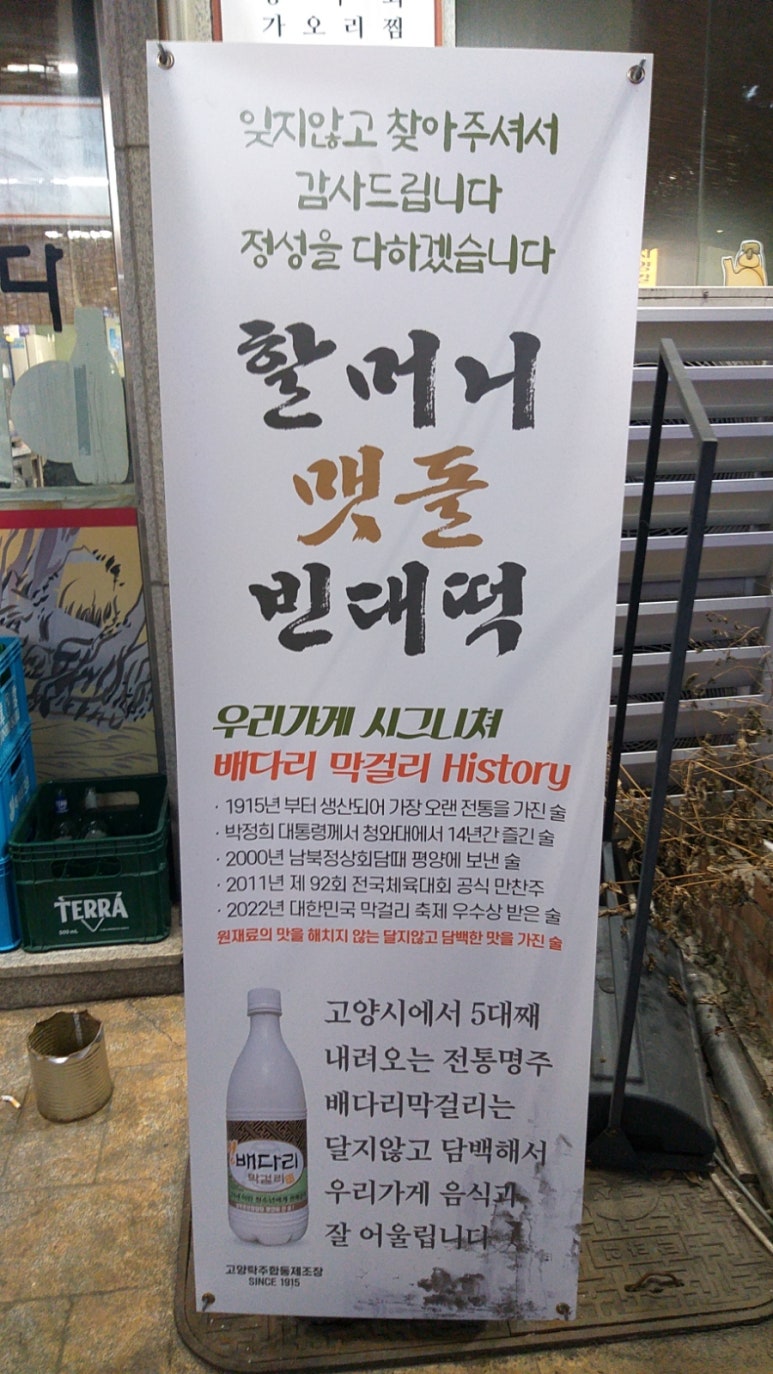 가오리찜
잊지않고 찾아주셔서
감사드립니다
정성을 다하겠습니다
다
할머니
맷돌
빈대떡
우리가게 시그니쳐
배다리 막걸리 History
· 1915년 부터 생산되어 가장 오랜 전통을 가진 술
· 박정희 대통령께서 청와대에서 14년간 즐긴 술
· 2000년 남북정상회담때 평양에 보낸 술
· 2011년 제 92회 전국체육대회 공식 만찬주
· 2022년 대한민국 막걸리 축제 우수상 받은 술
원재료의 맛을 해치지 않는 달지않고 담백한 맛을 가진 술
TERRA
고양시에서 5대째
내려오는 전통명주
배다리막걸리는
달지않고 담백해서
우리가게 음식과
잘 어울립니다
배다리
막걸리
고양탁주합동제조장
SINCE 1915